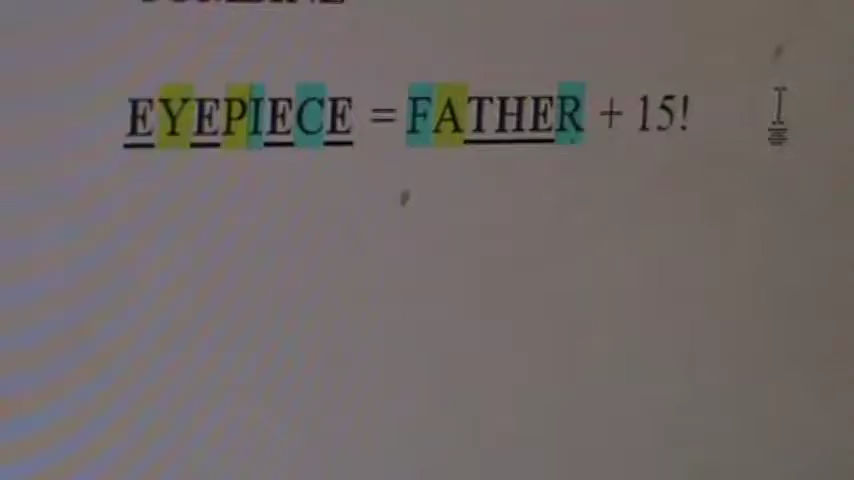 EYEPIECE = FATHER + 15!